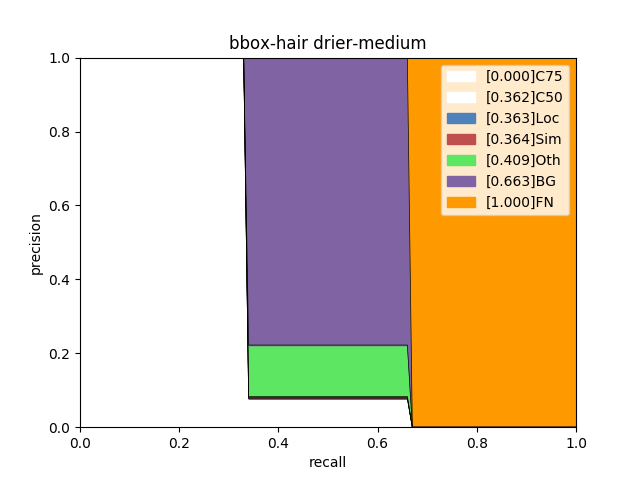 bbox-hair drier-medium
1.0
0.8
0.6
0.4
0.2
0.0
precision
[0.000]C75
[0.362]C50
[0.363]Loc
[0.364]Sim
[0.409]Oth
[0.663]BG
[1.000]FN
0.0 0.2 0.4 0.6 0.8 1.0
recall